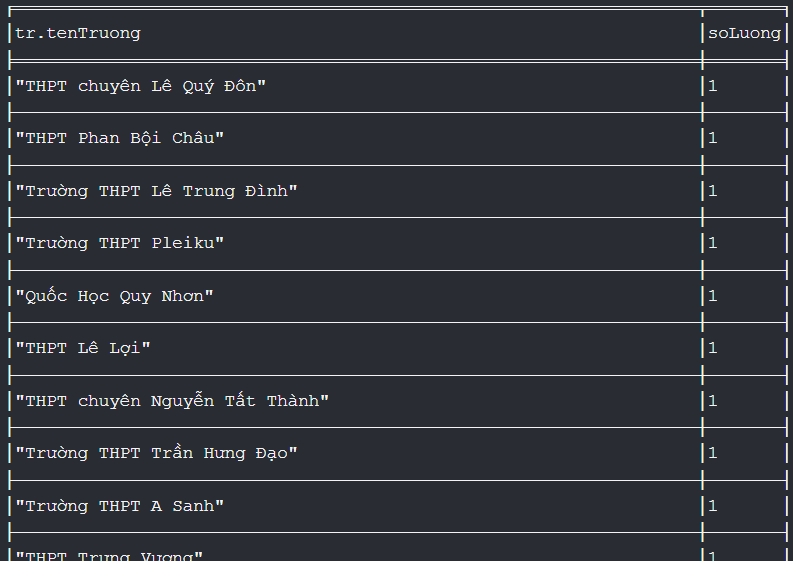 tr.tenTruong soLuong
"THPT chuyên Lê Quý Đôn" 1
"THPT Phan Bội Châu" 1
"Trường THPT Lê Trung Đình" 1
"Trường THPT Pleiku" 1
"Quốc Học Quy Nhơn" 1
"THPT Lê Lợi" 1
"THPT chuyên Nguyễn Tất Thành" 1
"Trường THPT Trần Hưng Đạo" 1
"Trường THPT A Sanh" 1
"THPT Trưng Vương" 1